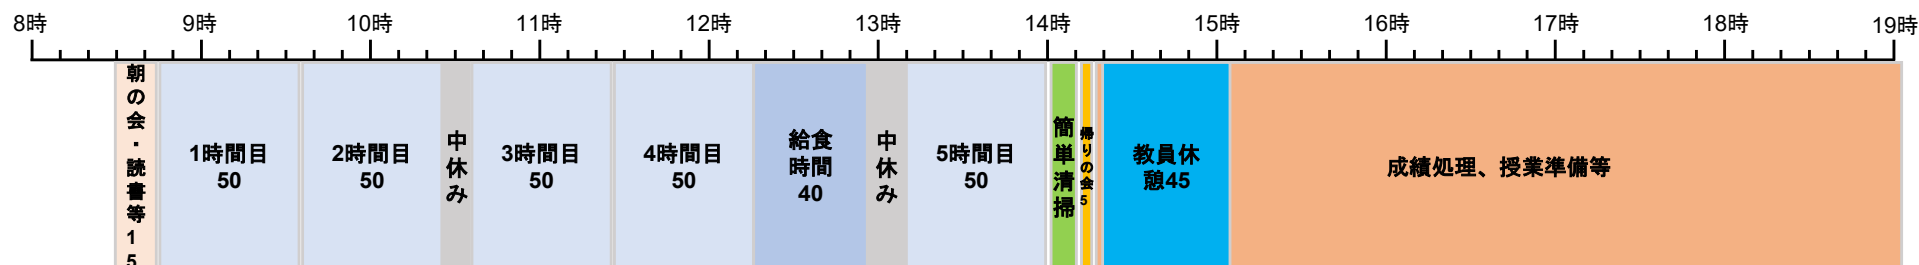 8時 9時 10時 11時 12時 13時 14時 15時 16時 17時 18時 19時
朝の会・読書等15
1時間目
50
2時間目
50
中休み
3時間目
50
4時間目
50
給食
時間
40
中休み
5時間目
50
簡単清掃
帰りの会5
教員休
憩45
成績処理、授業準備等